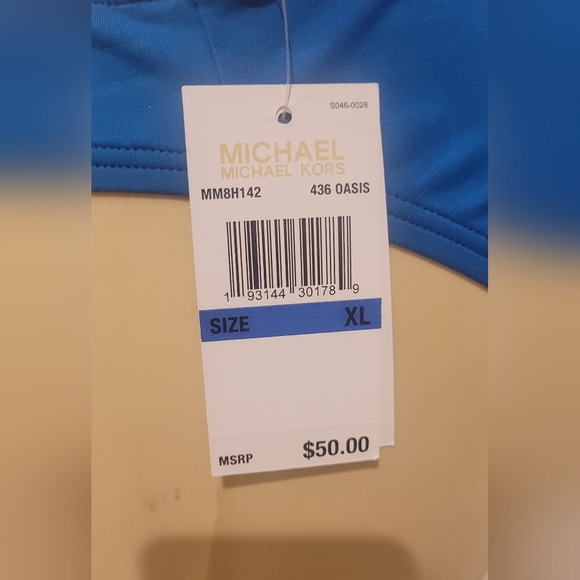 S046-0028
MICHAEL
MICHAEL KORS
MM8H142 436 OASIS
1 93144 30178 9
SIZE XL
MSRP $50.00